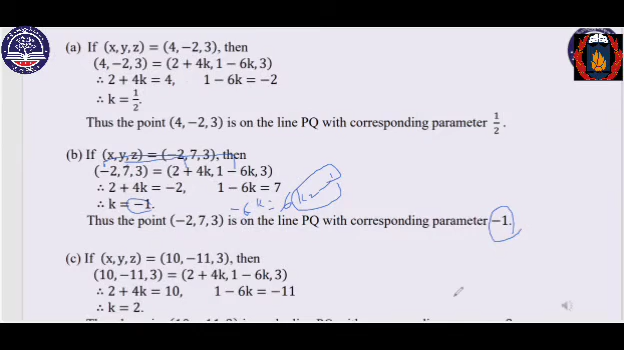 (a) If (x,y,z) = (4,−2,3), then
(4,−2,3) = (2 + 4k, 1 − 6k, 3)
∴ 2 + 4k = 4, 1 − 6k = −2
∴ k = 1/2.
Thus the point (4,−2,3) is on the line PQ with corresponding parameter 1/2.
(b) If (x,y,z) = (−2,7,3), then
(−2,7,3) = (2 + 4k, 1 − 6k, 3)
∴ 2 + 4k = −2, 1 − 6k = 7
∴ k = −1.
−6k = 6
Thus the point (−2,7,3) is on the line PQ with corresponding parameter −1.
(c) If (x,y,z) = (10,−11,3), then
(10,−11,3) = (2 + 4k, 1 − 6k, 3)
∴ 2 + 4k = 10, 1 − 6k = −11
∴ k = 2.